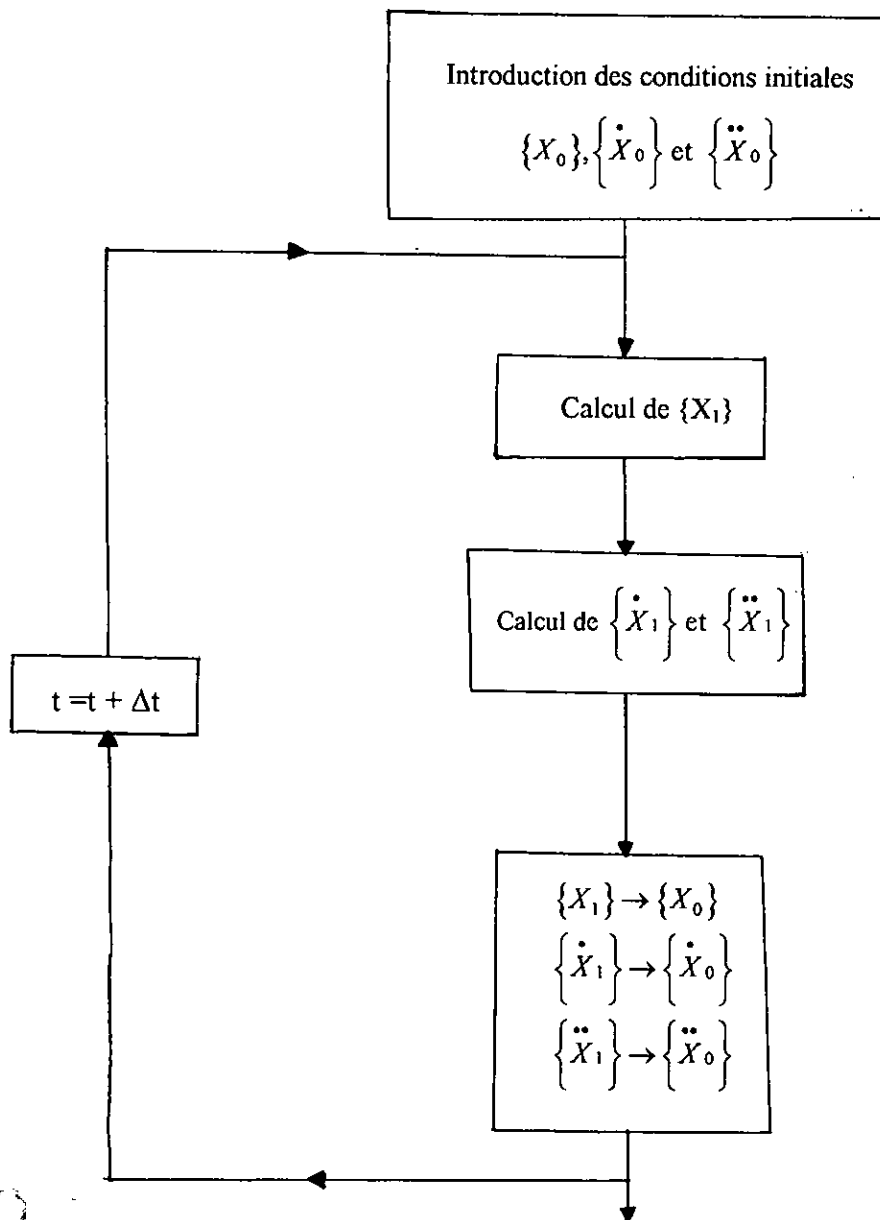 Introduction des conditions initiales
{X₀}, {Ẋ₀} et {Ẍ₀}
Calcul de {X₁}
Calcul de {Ẋ₁} et {Ẍ₁}
t =t + Δt
{X₁} → {X₀}
{Ẋ₁} → {Ẋ₀}
{Ẍ₁} → {Ẍ₀}